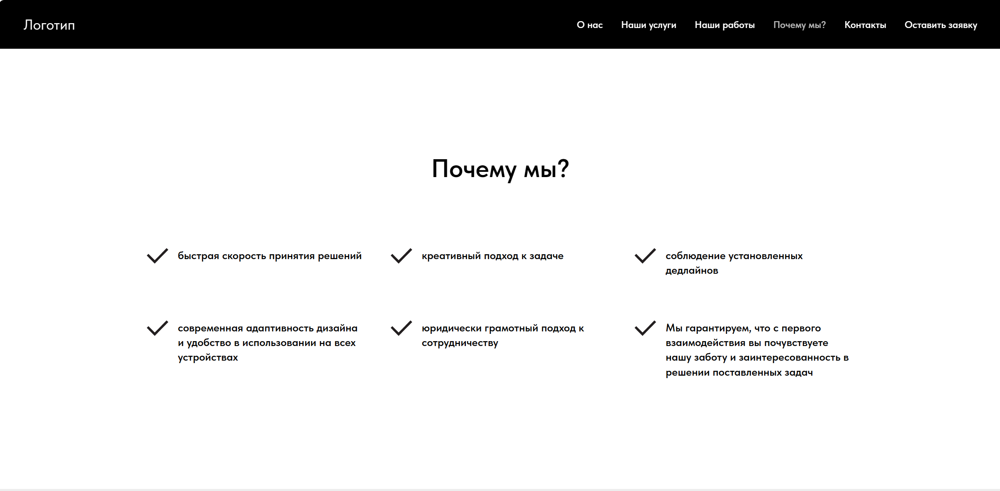 Логотип
О нас
Наши услуги
Наши работы
Почему мы?
Контакты
Оставить заявку
Почему мы?
быстрая скорость принятия решений
креативный подход к задаче
соблюдение установленных
дедлайнов
современная адаптивность дизайна
и удобство в использовании на всех
устройствах
юридически грамотный подход к
сотрудничеству
Мы гарантируем, что с первого
взаимодействия вы почувствуете
нашу заботу и заинтересованность в
решении поставленных задач